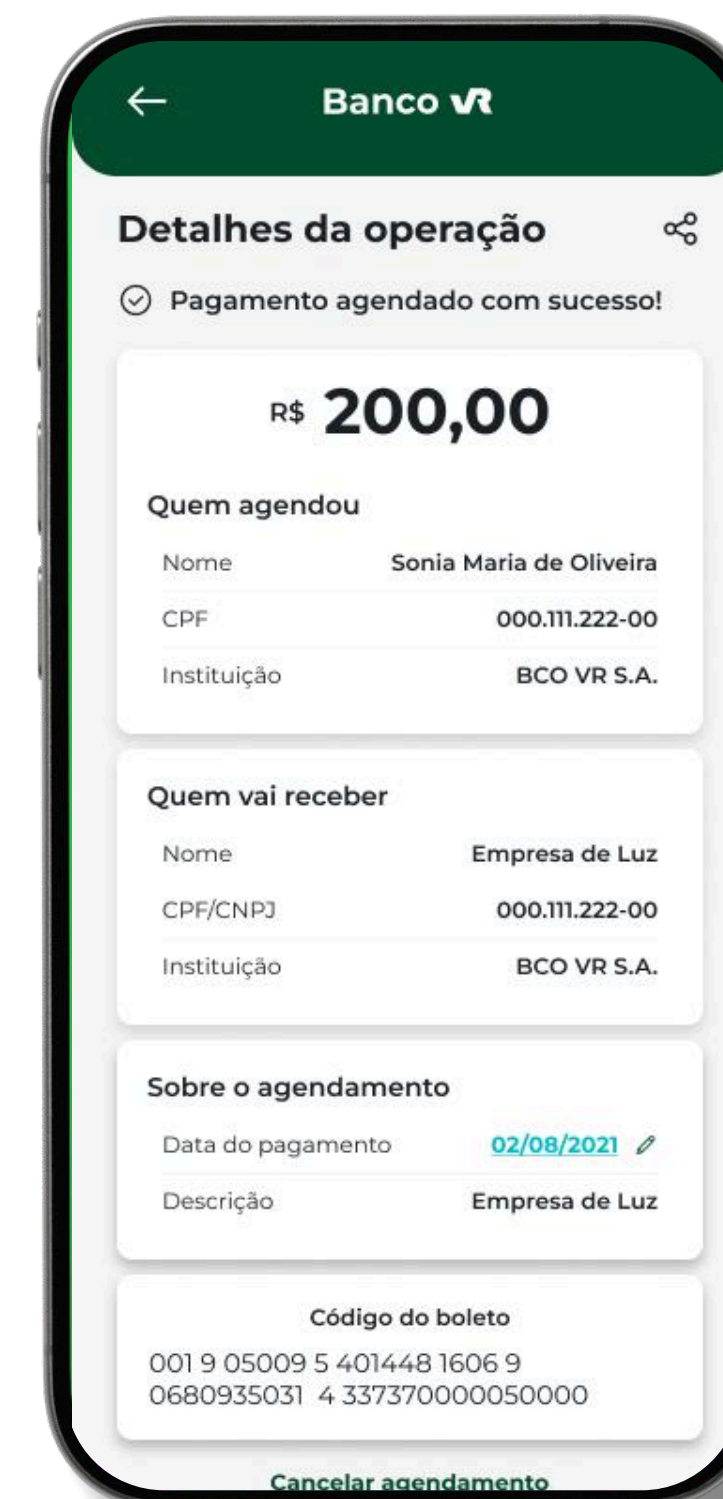 Banco VR
Detalhes da operação
Pagamento agendado com sucesso!
R$ 200,00
Quem agendou
Nome Sonia Maria de Oliveira
CPF 000.111.222-00
Instituição BCO VR S.A.
Quem vai receber
Nome Empresa de Luz
CPF/CNPJ 000.111.222-00
Instituição BCO VR S.A.
Sobre o agendamento
Data do pagamento 02/08/2021
Descrição Empresa de Luz
Código do boleto
001 9 05009 5 401448 1606 9
0680935031 4 337370000050000
Cancelar agendamento